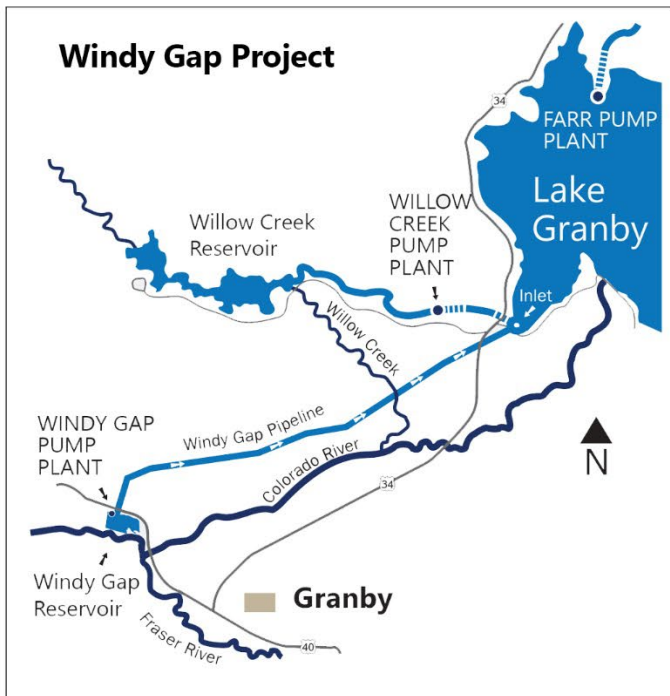 Windy Gap Project
34
FARR PUMP
PLANT
Lake
Granby
WILLOW
CREEK
PUMP
PLANT
Willow Creek
Reservoir
Inlet
Willow Creek
WINDY GAP
PUMP
PLANT
Windy Gap Pipeline
Colorado River
N
34
Windy Gap
Reservoir
Granby
Fraser River
40